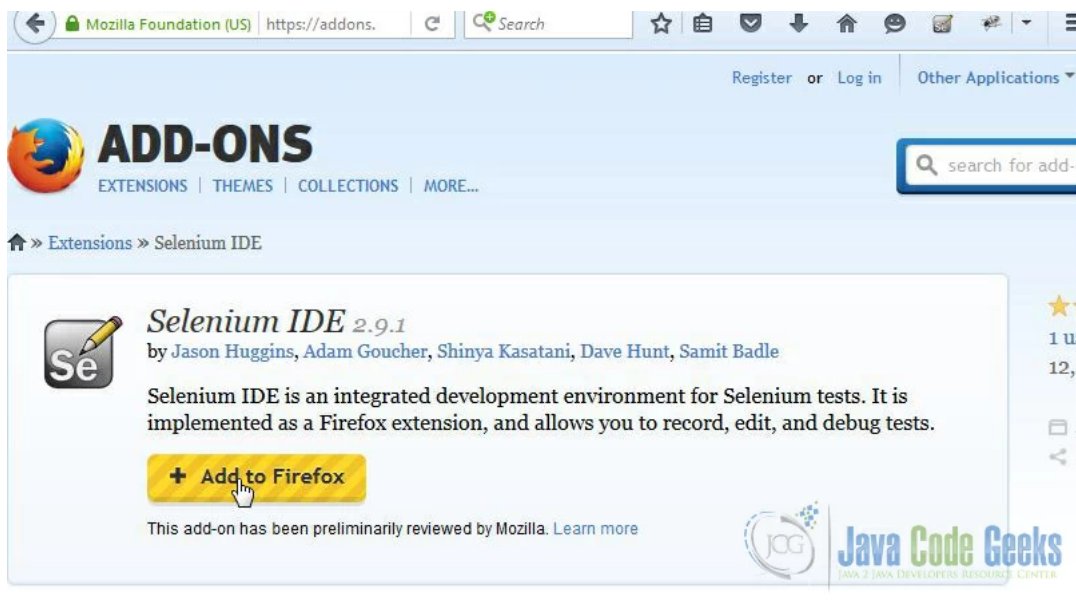 Mozilla Foundation (US) https://addons. Search
Register or Log in Other Applications
ADD-ONS
EXTENSIONS | THEMES | COLLECTIONS | MORE...
search for add-
» Extensions » Selenium IDE
Se
Selenium IDE 2.9.1
by Jason Huggins, Adam Goucher, Shinya Kasatani, Dave Hunt, Samit Badle
1 u
12,
Selenium IDE is an integrated development environment for Selenium tests. It is
implemented as a Firefox extension, and allows you to record, edit, and debug tests.
+ Add to Firefox
This add-on has been preliminarily reviewed by Mozilla. Learn more
JCG
Java Code Geeks
JAVA 2 JAVA DEVELOPERS RESOURCE CENTER